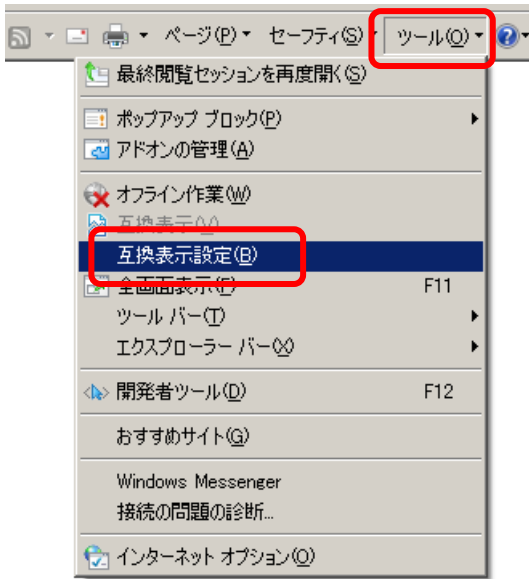 ページ(P) セーフティ(S) ツール(O)
最終閲覧セッションを再度開く(S)
ポップアップ ブロック(P)
アドオンの管理(A)
オフライン作業(W)
互換表示(V)
互換表示設定(B)
全画面表示(F) F11
ツール バー(T)
エクスプローラー バー(X)
開発者ツール(D) F12
おすすめサイト(G)
Windows Messenger
接続の問題の診断...
インターネット オプション(O)